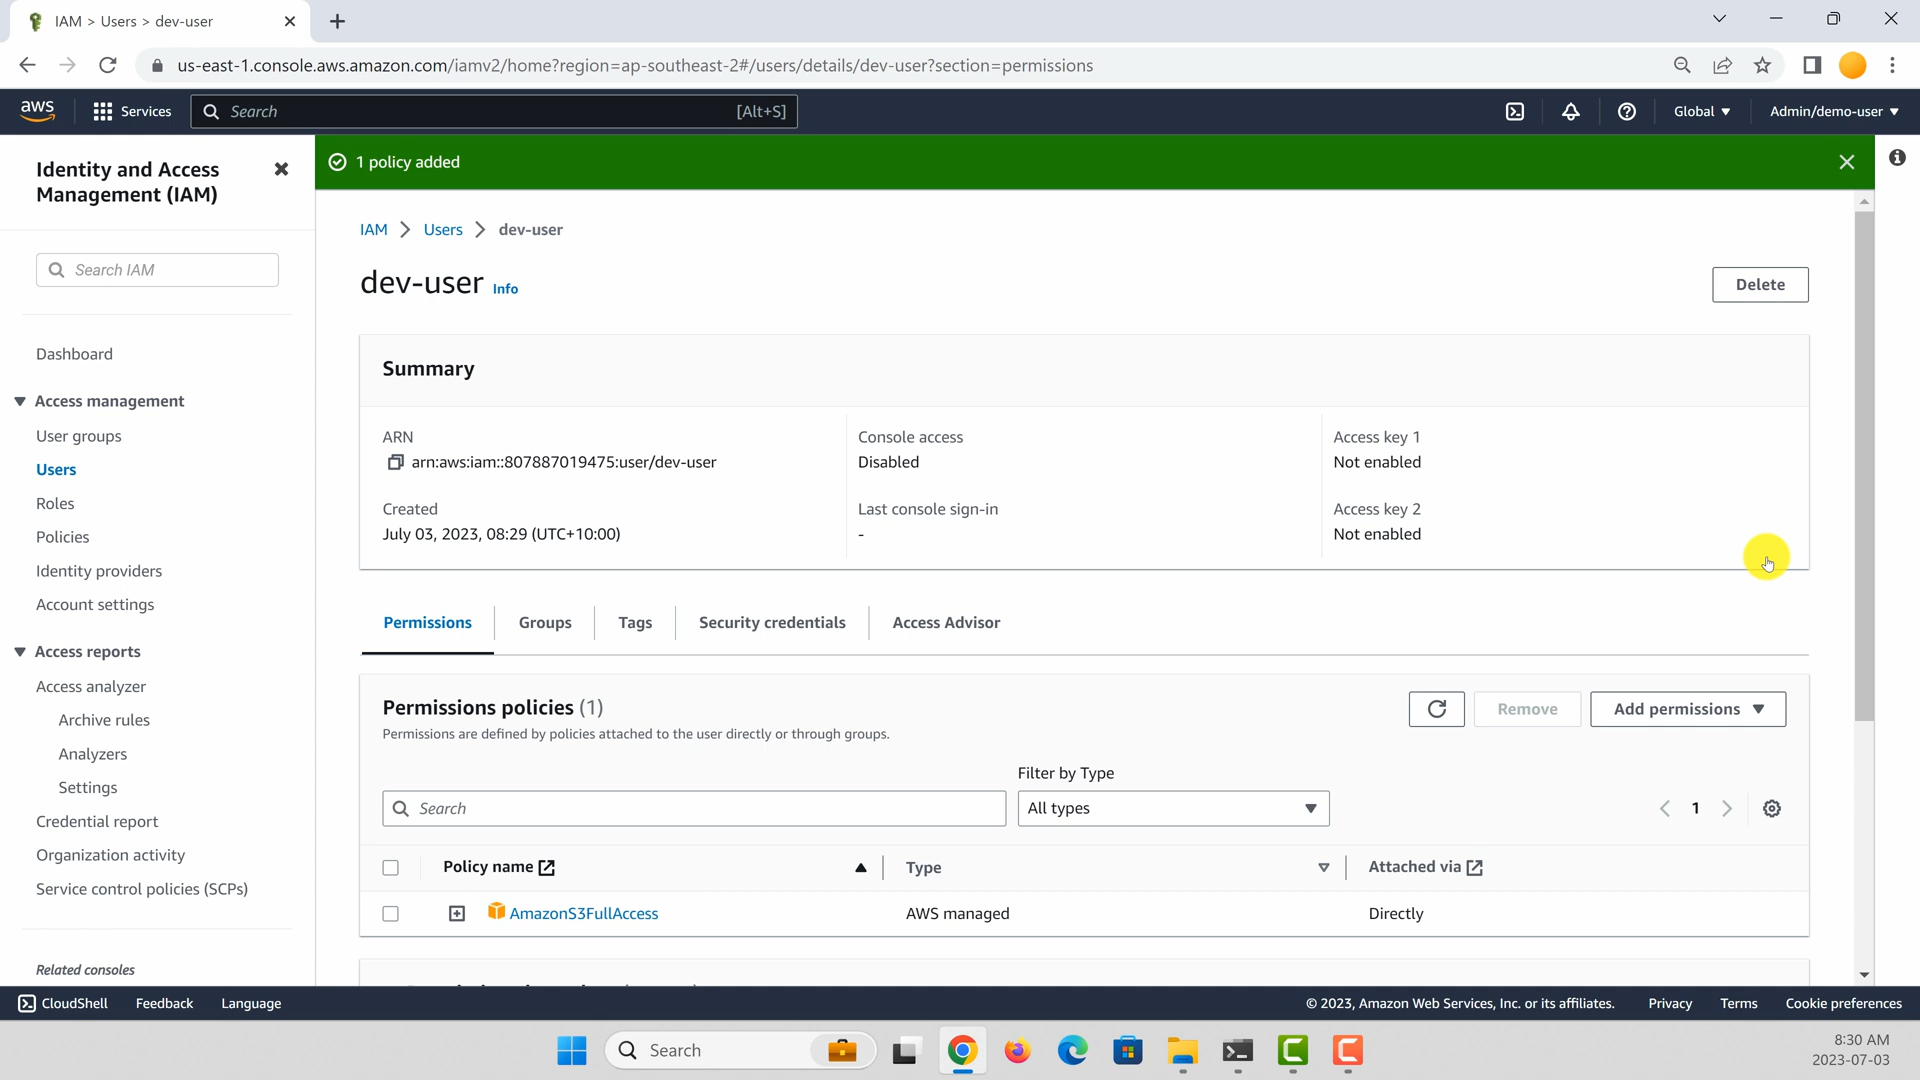 IAM > Users > dev-user
us-east-1.console.aws.amazon.com/iamv2/home?region=ap-southeast-2#/users/details/dev-user?section=permissions
aws
Services
Search
[Alt+S]
Global
Admin/demo-user
Identity and Access
Management (IAM)
Search IAM
Dashboard
Access management
User groups
Users
Roles
Policies
Identity providers
Account settings
Access reports
Access analyzer
Archive rules
Analyzers
Settings
Credential report
Organization activity
Service control policies (SCPs)
Related consoles
1 policy added
IAM > Users > dev-user
dev-user Info
Delete
Summary
ARN
arn:aws:iam::807887019475:user/dev-user
Created
July 03, 2023, 08:29 (UTC+10:00)
Console access
Disabled
Last console sign-in
-
Access key 1
Not enabled
Access key 2
Not enabled
Permissions
Groups
Tags
Security credentials
Access Advisor
Permissions policies (1)
Permissions are defined by policies attached to the user directly or through groups.
Remove
Add permissions
Filter by Type
Search
All types
1
Policy name
Type
Attached via
AmazonS3FullAccess
AWS managed
Directly
CloudShell
Feedback
Language
© 2023, Amazon Web Services, Inc. or its affiliates.
Privacy
Terms
Cookie preferences
Search
8:30 AM
2023-07-03